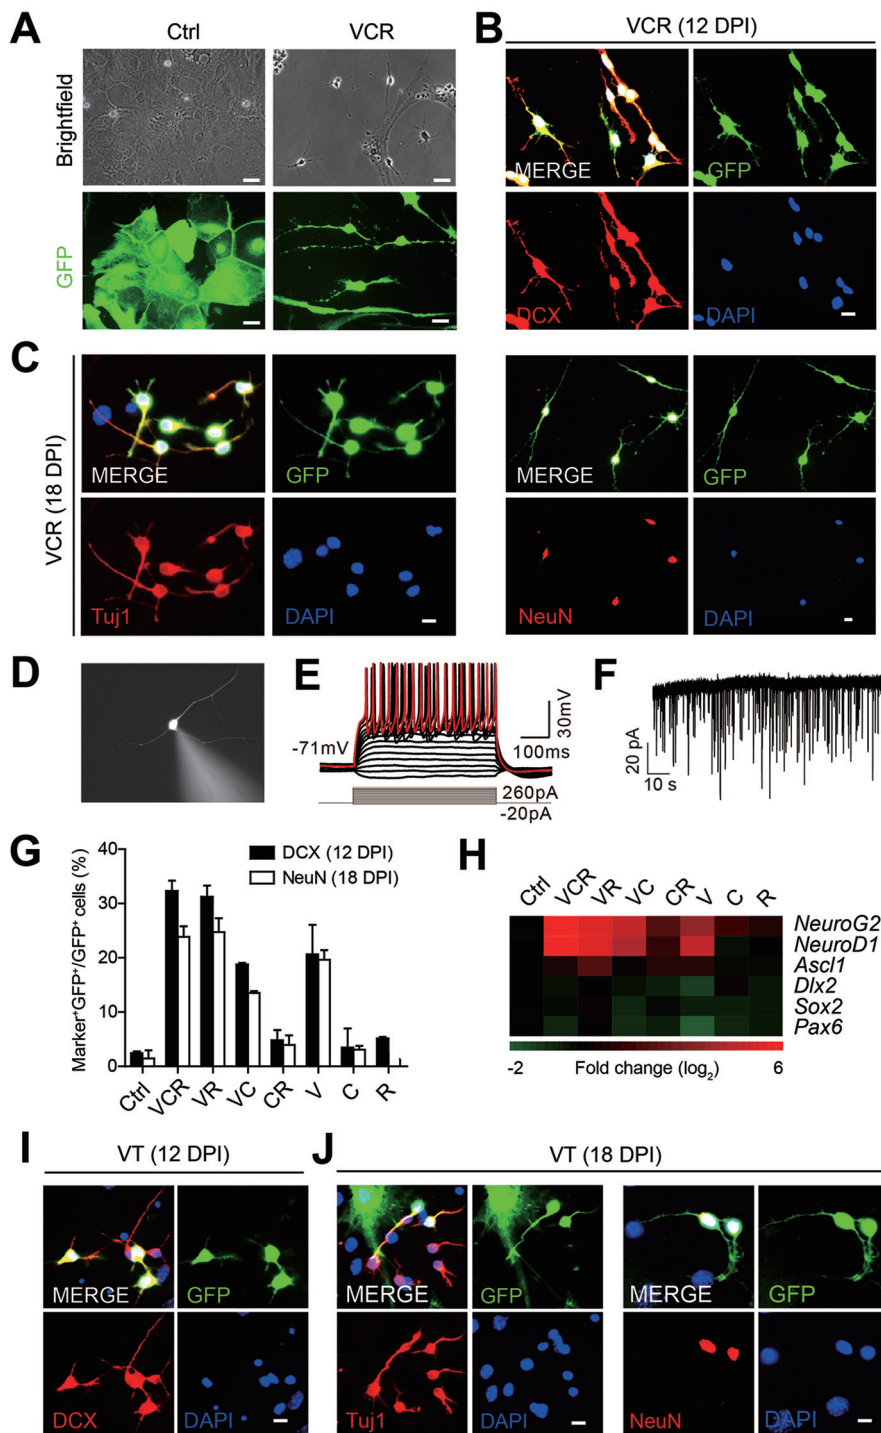 A
Ctrl
VCR
Brightfield
GFP
B
VCR (12 DPI)
MERGE
GFP
DCX
DAPI
C
VCR (18 DPI)
MERGE
GFP
Tuj1
DAPI
MERGE
GFP
NeuN
DAPI
D
E
-71mV
30mV
100ms
260pA
-20pA
F
20 pA
10 s
G
DCX (12 DPI)
NeuN (18 DPI)
Marker⁺GFP⁺/GFP⁺ cells (%)
40
30
20
10
0
Ctrl
VCR
VR
VC
CR
V
C
R
H
Ctrl
VCR
VR
VC
CR
V
C
R
NeuroG2
NeuroD1
Ascl1
Dlx2
Sox2
Pax6
-2
Fold change (log₂)
6
I
VT (12 DPI)
MERGE
GFP
DCX
DAPI
J
VT (18 DPI)
MERGE
GFP
Tuj1
DAPI
MERGE
GFP
NeuN
DAPI